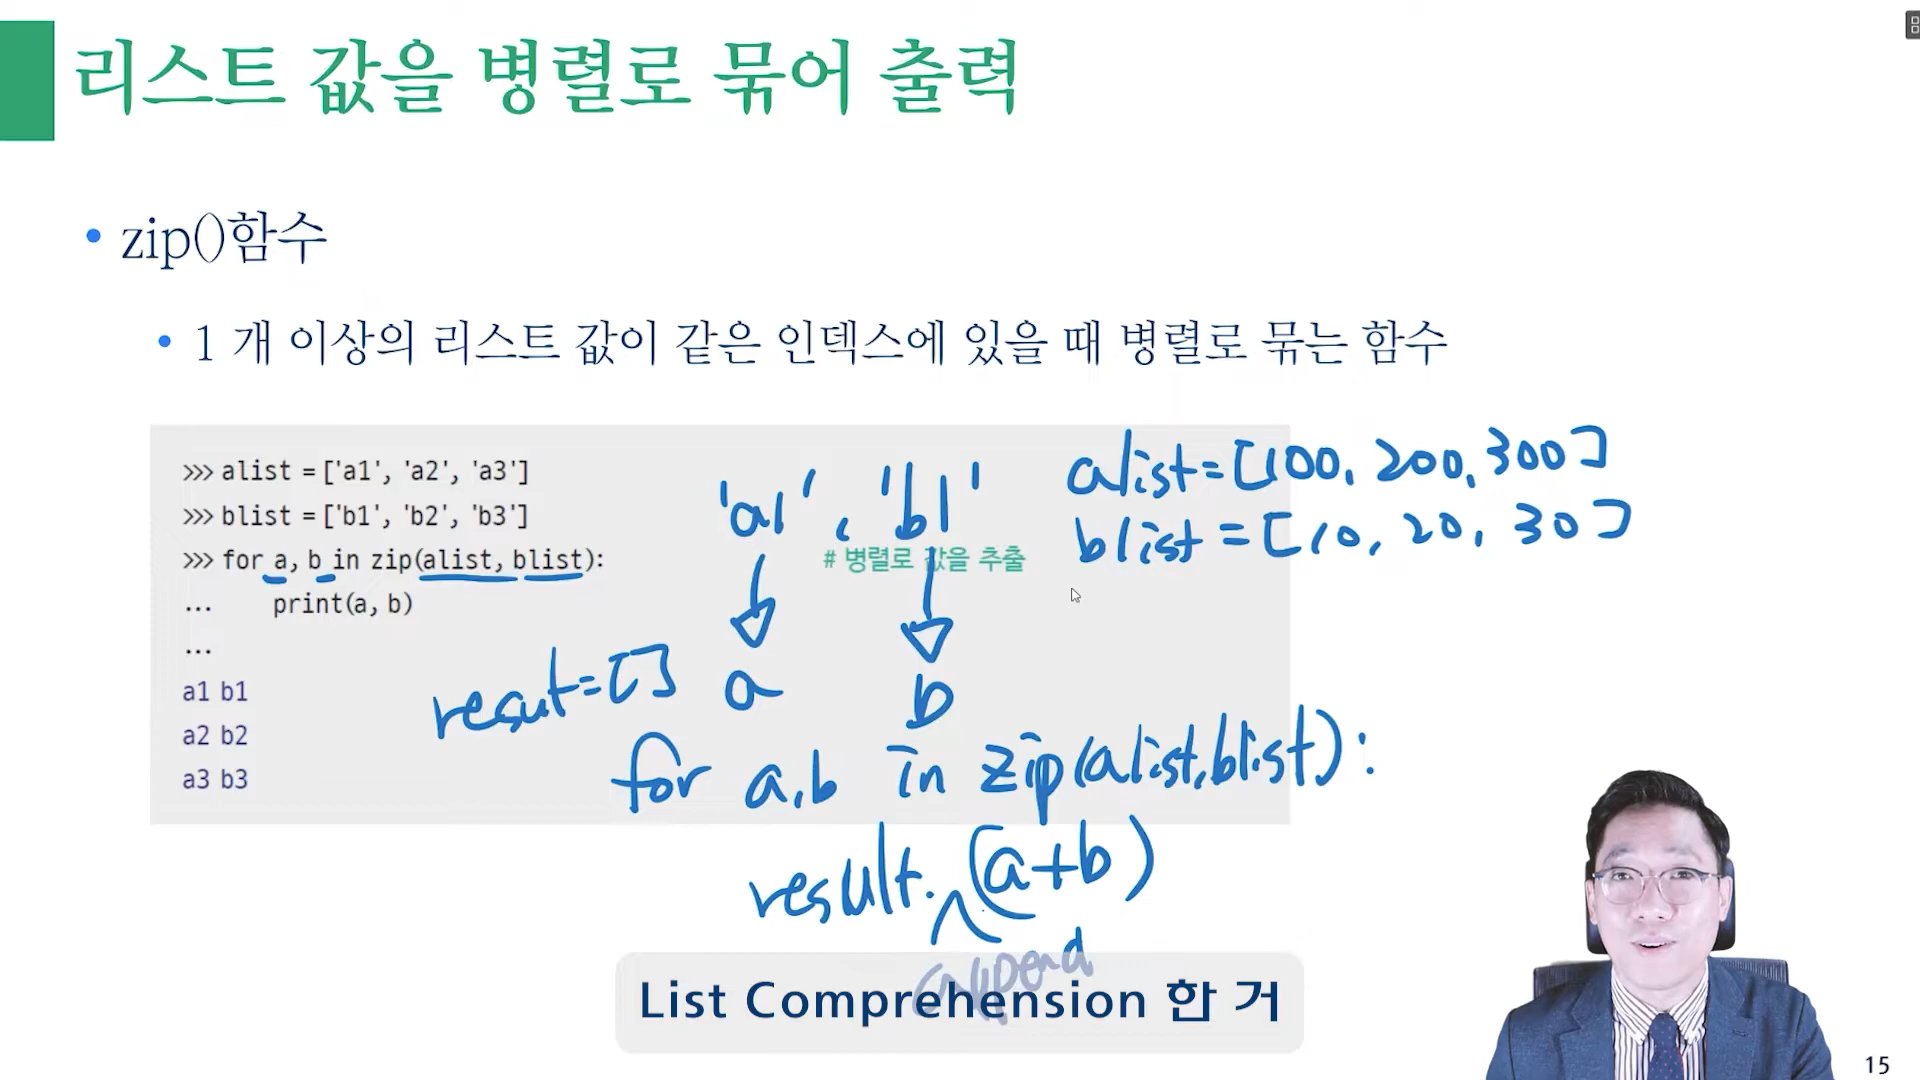 리스트 값을 병렬로 묶어 출력
• zip()함수
• 1 개 이상의 리스트 값이 같은 인덱스에 있을 때 병렬로 묶는 함수
>>> alist = ['a1', 'a2', 'a3']
>>> blist = ['b1', 'b2', 'b3']
>>> for a, b in zip(alist, blist):
# 병렬로 값을 추출
... print(a, b)
...
a1 b1
a2 b2
a3 b3
'a1', 'b1'
a b
alist=[100, 200, 300]
blist=[10, 20, 30]
resut=[]
for a,b in zip(alist,blist):
result. (a+b)
append
List Comprehension 한 거
15